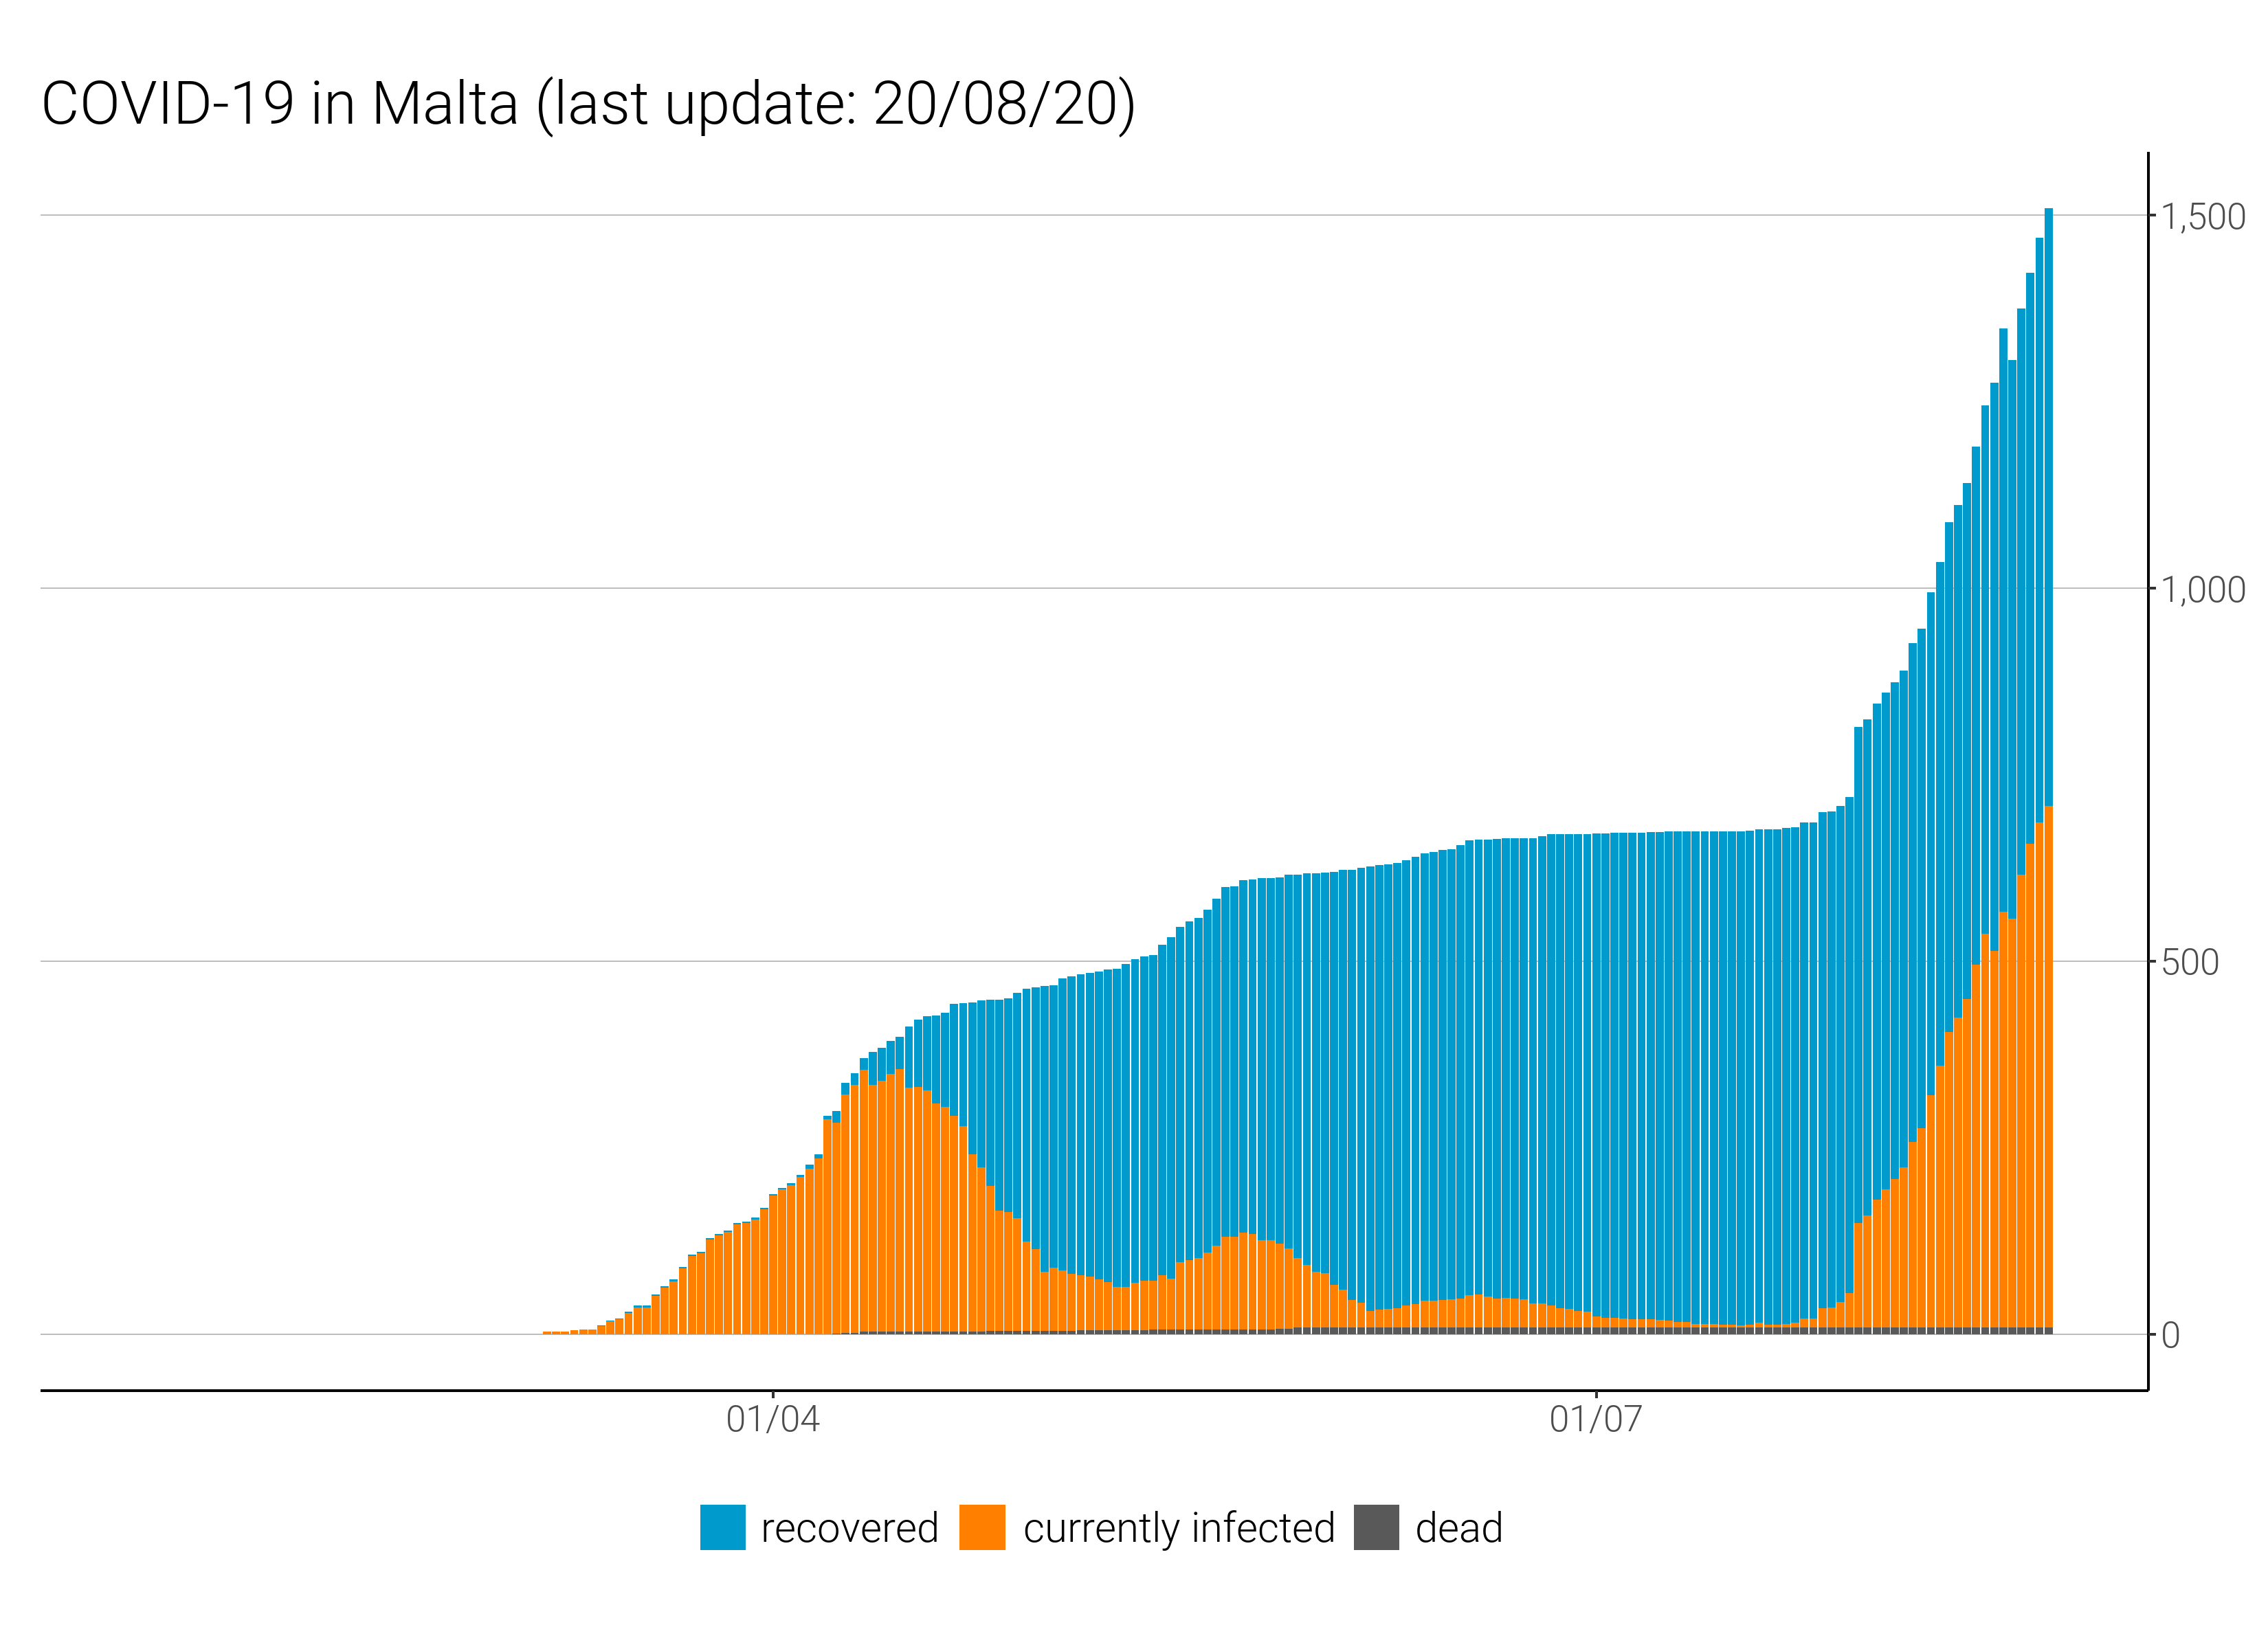 COVID-19 in Malta (last update: 20/08/20)
1,500
1,000
500
0
01/04 01/07
recovered currently infected dead